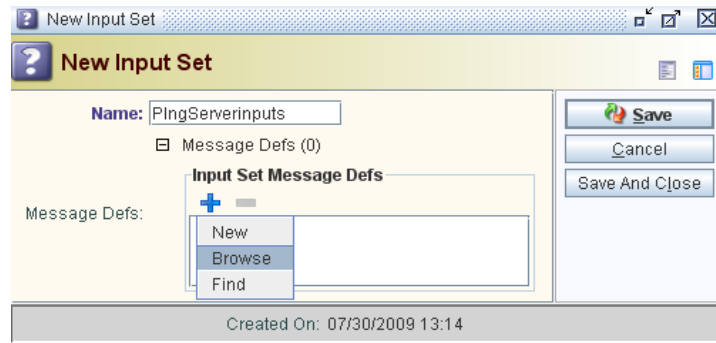 New Input Set
New Input Set
Name: PIngServerinputs
Message Defs (0)
Input Set Message Defs
Message Defs:
New
Browse
Find
Save
Cancel
Save And Close
Created On: 07/30/2009 13:14